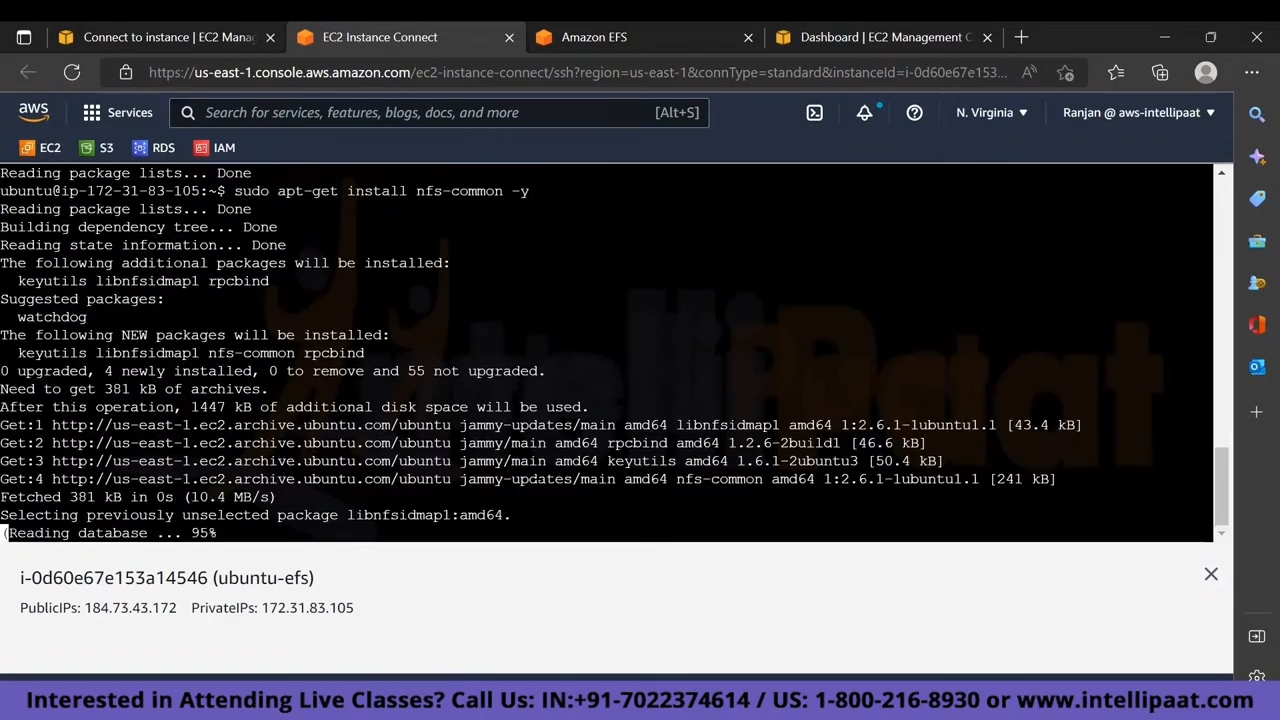 Connect to instance | EC2 Manag
EC2 Instance Connect
Amazon EFS
Dashboard | EC2 Management C
https://us-east-1.console.aws.amazon.com/ec2-instance-connect/ssh?region=us-east-1&connType=standard&instanceId=i-0d60e67e153...
aws
Services
Search for services, features, blogs, docs, and more
[Alt+S]
N. Virginia
Ranjan @ aws-intellipaat
EC2
S3
RDS
IAM
Reading package lists... Done
ubuntu@ip-172-31-83-105:~$ sudo apt-get install nfs-common -y
Reading package lists... Done
Building dependency tree... Done
Reading state information... Done
The following additional packages will be installed:
keyutils libnfsidmap1 rpcbind
Suggested packages:
watchdog
The following NEW packages will be installed:
keyutils libnfsidmap1 nfs-common rpcbind
0 upgraded, 4 newly installed, 0 to remove and 55 not upgraded.
Need to get 381 kB of archives.
After this operation, 1447 kB of additional disk space will be used.
Get:1 http://us-east-1.ec2.archive.ubuntu.com/ubuntu jammy-updates/main amd64 libnfsidmap1 amd64 1:2.6.1-1ubuntu1.1 [43.4 kB]
Get:2 http://us-east-1.ec2.archive.ubuntu.com/ubuntu jammy/main amd64 rpcbind amd64 1.2.6-2build1 [46.6 kB]
Get:3 http://us-east-1.ec2.archive.ubuntu.com/ubuntu jammy/main amd64 keyutils amd64 1.6.1-2ubuntu3 [50.4 kB]
Get:4 http://us-east-1.ec2.archive.ubuntu.com/ubuntu jammy-updates/main amd64 nfs-common amd64 1:2.6.1-1ubuntu1.1 [241 kB]
Fetched 381 kB in 0s (10.4 MB/s)
Selecting previously unselected package libnfsidmap1:amd64.
(Reading database ... 95%
i-0d60e67e153a14546 (ubuntu-efs)
PublicIPs: 184.73.43.172 PrivateIPs: 172.31.83.105
Intellipaat
Interested in Attending Live Classes? Call Us: IN:+91-7022374614 / US: 1-800-216-8930 or www.intellipaat.com